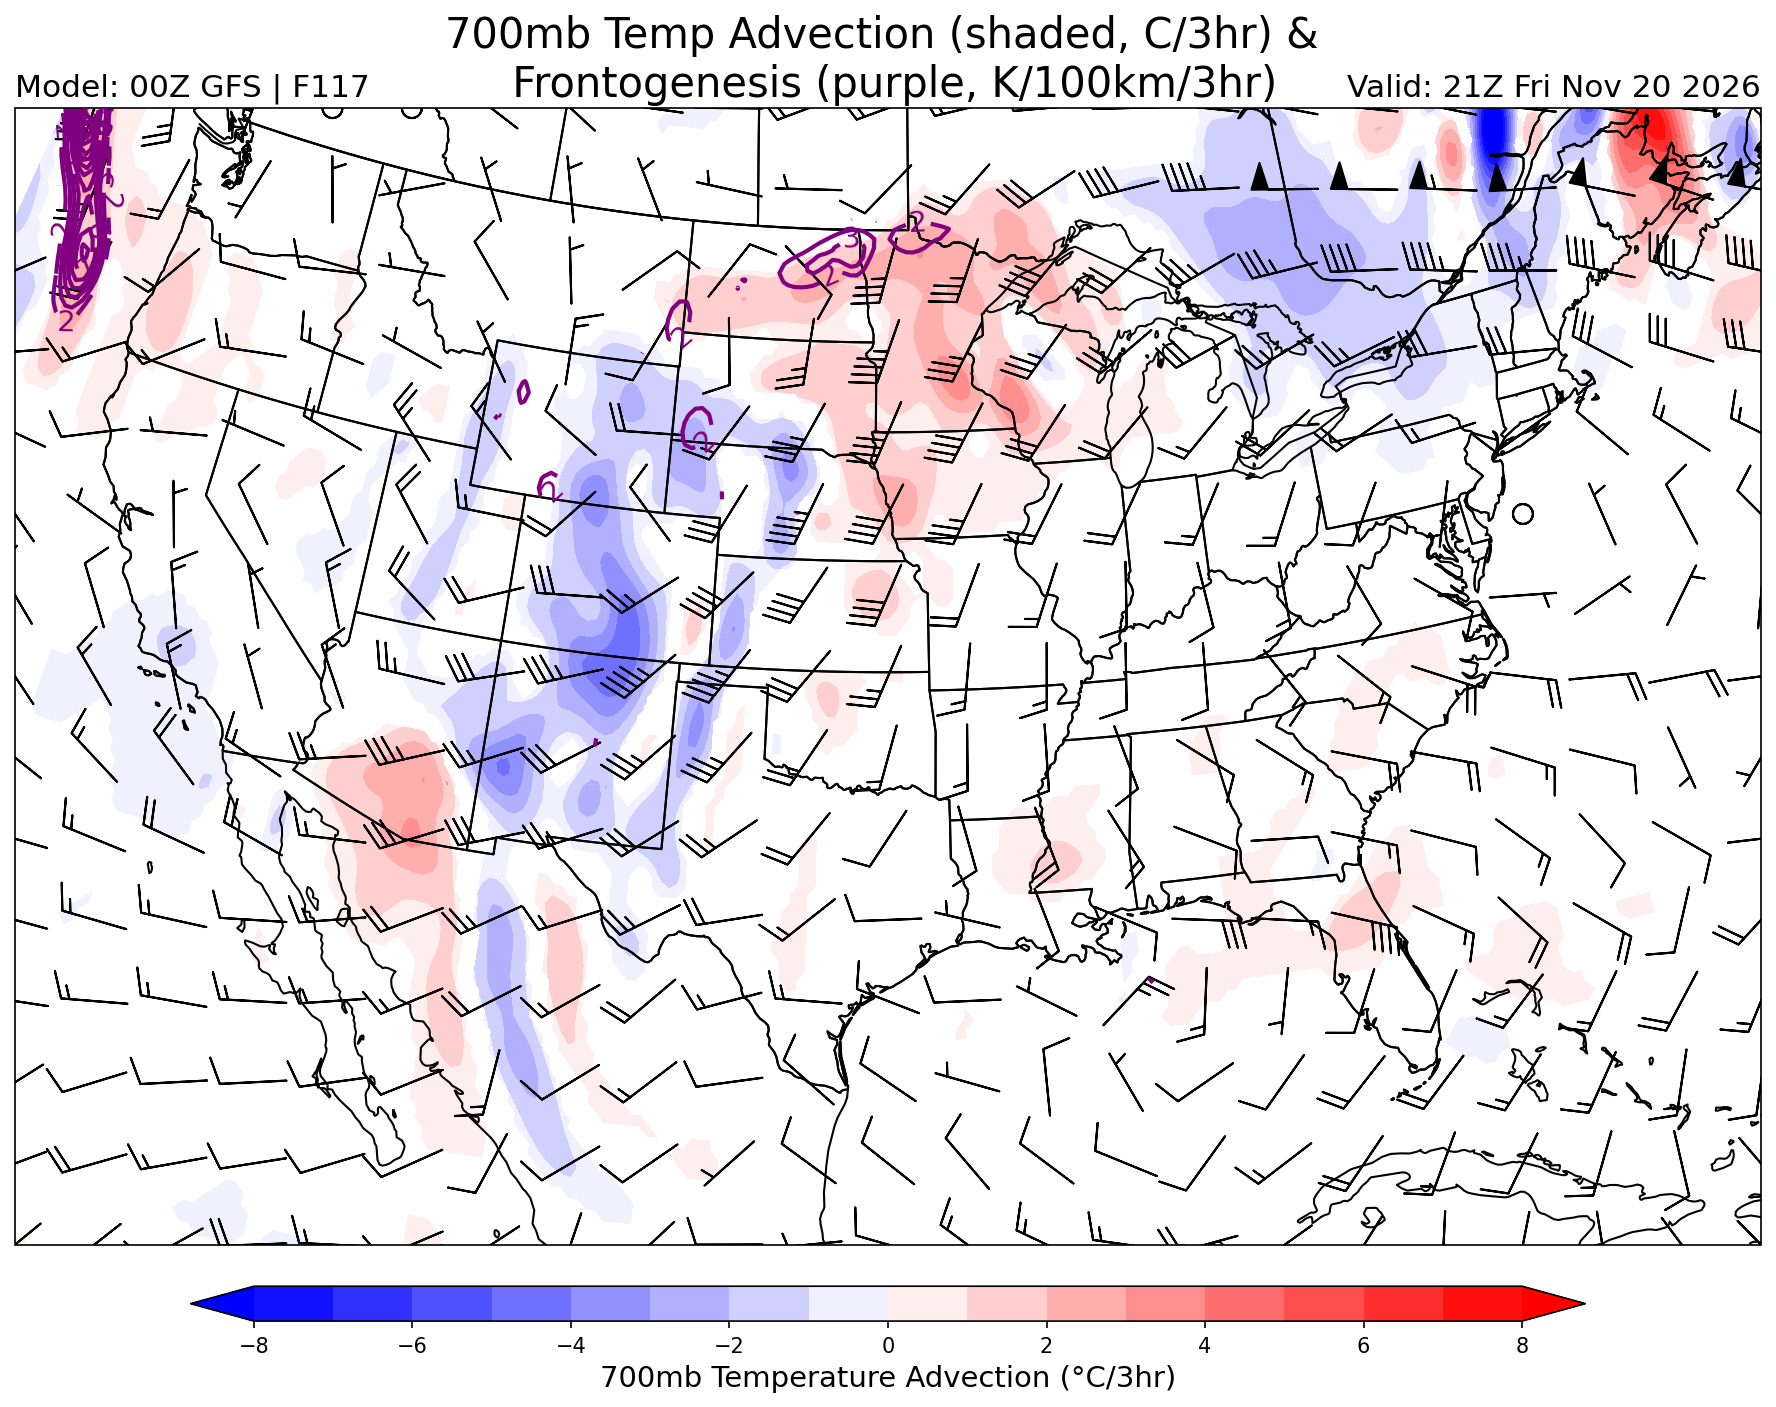 700mb Temp Advection (shaded, C/3hr) &
Frontogenesis (purple, K/100km/3hr)
Model: 00Z GFS | F117
Valid: 21Z Fri Nov 20 2026
2
2
2
3
2
2
2
2
2
−8 −6 −4 −2 0 2 4 6 8
700mb Temperature Advection (°C/3hr)